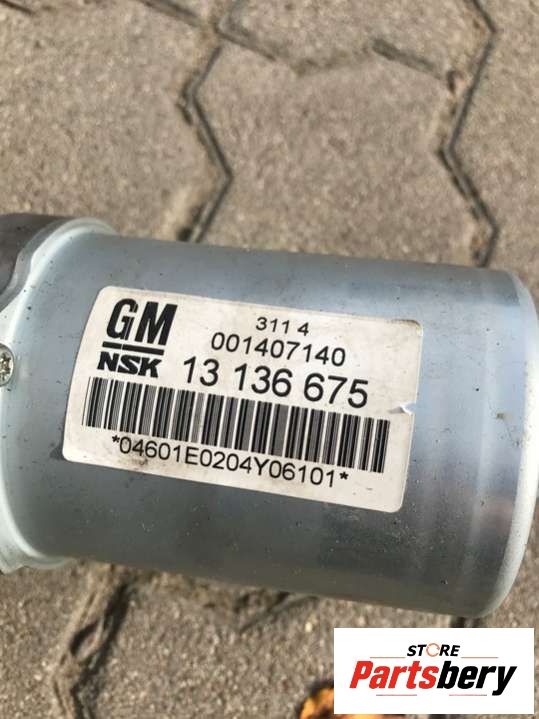 GM
NSK
311 4
001407140
13 136 675
*04601E0204Y06101*
STORE
Partsbery